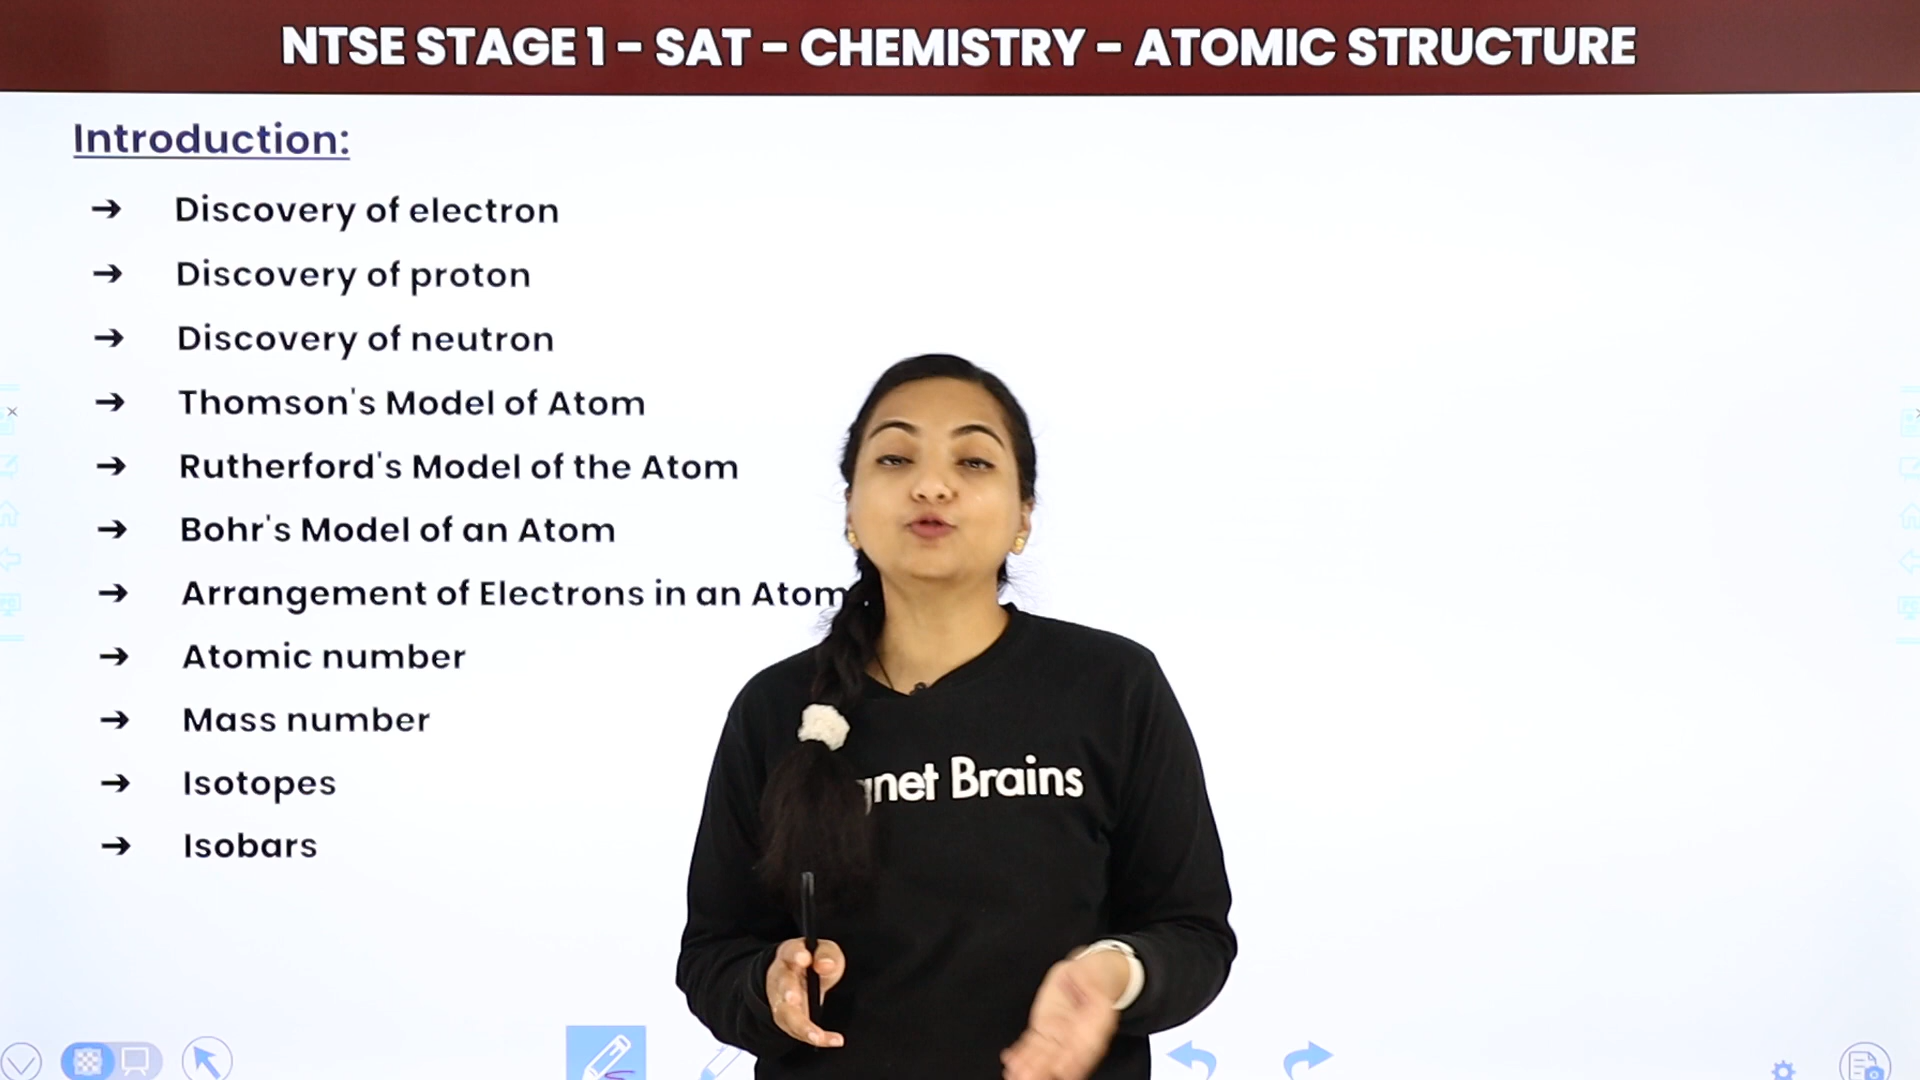 NTSE STAGE 1 - SAT - CHEMISTRY - ATOMIC STRUCTURE
Introduction:
➔ Discovery of electron
➔ Discovery of proton
➔ Discovery of neutron
➔ Thomson's Model of Atom
➔ Rutherford's Model of the Atom
➔ Bohr's Model of an Atom
➔ Arrangement of Electrons in an Atom
➔ Atomic number
➔ Mass number
➔ Isotopes
➔ Isobars
Brains